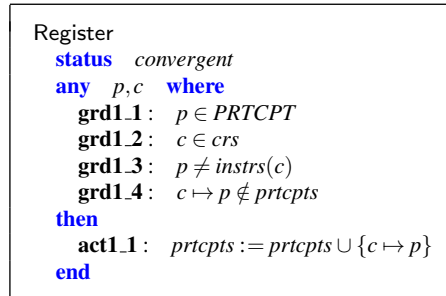 Register
status convergent
any p, c where
grd1_1 : p ∈ PRTCPT
grd1_2 : c ∈ crs
grd1_3 : p ≠ instrs(c)
grd1_4 : c ↦ p ∉ prtcpts
then
act1_1 : prtcpts := prtcpts ∪ {c ↦ p}
end